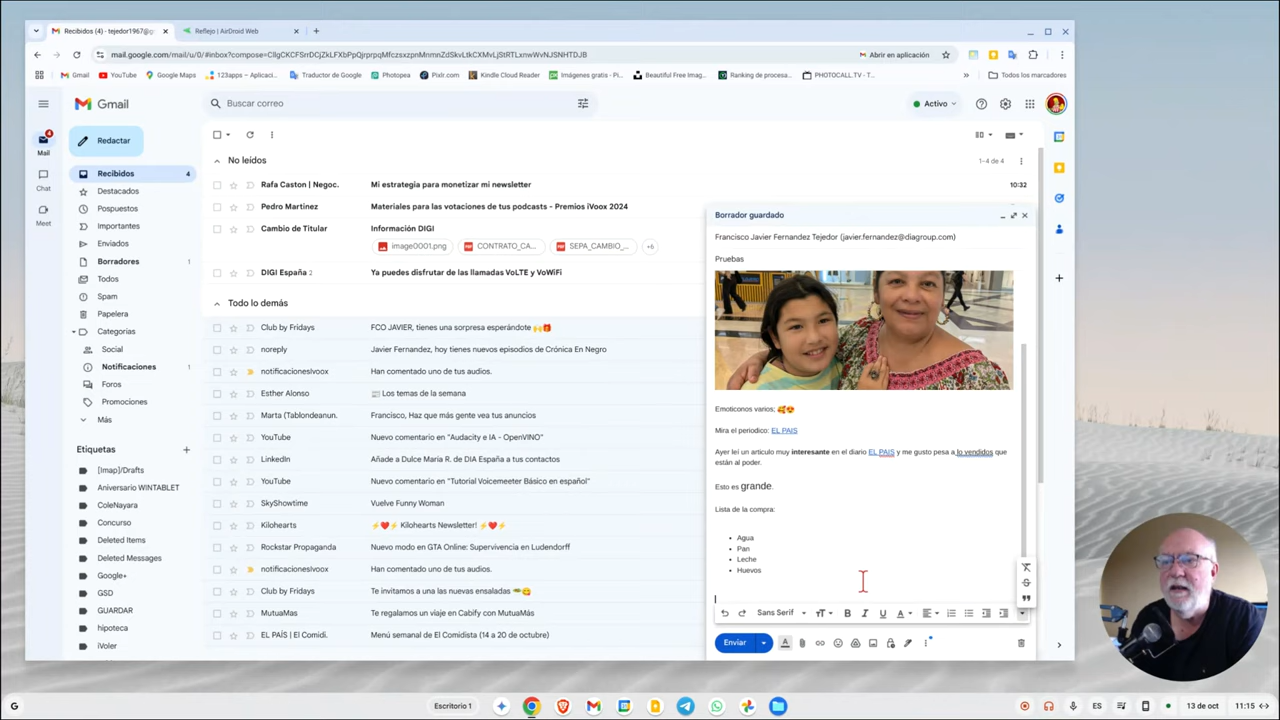 Recibidos (4) - tejedor1967@g
Reflejo | AirDroid Web
mail.google.com/mail/u/0/#inbox?compose=
Abrir en aplicación
Gmail
YouTube
Google Maps
123apps – Aplicaci...
Traductor de Google
Photopea
Pixlr.com
Kindle Cloud Reader
Imágenes gratis - Pi...
Beautiful Free Imag...
Ranking de procesa...
PHOTOCALL.TV - T...
Todos los marcadores
Gmail
Buscar correo
Activo
4
Mail
Chat
Meet
Redactar
Recibidos 4
Destacados
Pospuestos
Importantes
Enviados
Borradores 1
Todos
Spam
Papelera
Categorías
Social
Notificaciones 1
Foros
Promociones
Más
Etiquetas
[Imap]/Drafts
Aniversario WINTABLET
ColeNayara
Concurso
Deleted Items
Deleted Messages
Google+
GSD
GUARDAR
hipoteca
iVoler
No leídos
1–4 de 4
Rafa Caston | Negoc. Mi estrategia para monetizar mi newsletter 10:32
Pedro Martinez Materiales para las votaciones de tus podcasts - Premios iVoox 2024
Cambio de Titular Información DIGI
image0001.png CONTRATO_CA... SEPA_CAMBIO_... +6
DIGI España 2 Ya puedes disfrutar de las llamadas VoLTE y VoWiFi
Todo lo demás
Club by Fridays FCO JAVIER, tienes una sorpresa esperándote 🙌🎁
noreply Javier Fernandez, hoy tienes nuevos episodios de Crónica En Negro
notificacionesIvoox Han comentado uno de tus audios.
Esther Alonso 📰 Los temas de la semana
Marta (Tablondeanun. Francisco, Haz que más gente vea tus anuncios
YouTube Nuevo comentario en "Audacity e IA - OpenVINO"
LinkedIn Añade a Dulce María R. de DIA España a tus contactos
YouTube Nuevo comentario en "Tutorial Voicemeeter Básico en español"
SkyShowtime Vuelve Funny Woman
Kilohearts ⚡❤️⚡ Kilohearts Newsletter! ⚡❤️⚡
Rockstar Propaganda Nuevo modo en GTA Online: Supervivencia en Ludendorff
notificacionesIvoox Han comentado uno de tus audios.
Club by Fridays Te invitamos a una las nuevas ensaladas 🥗😋
MutuaMas Te regalamos un viaje en Cabify con MutuaMás
EL PAÍS | El Comidi. Menú semanal de El Comidista (14 a 20 de octubre)
Borrador guardado
Francisco Javier Fernandez Tejedor (javier.fernandez@diagroup.com)
Pruebas
Emoticonos varios; 🥰😍
Mira el periodico: EL PAIS
Ayer leí un articulo muy interesante en el diario EL PAIS y me gusto pesa a lo vendidos que
están al poder.
Esto es grande.
Lista de la compra:
• Agua
• Pan
• Leche
• Huevos
Sans Serif
Enviar
Escritorio 1
ES
13 de oct
11:15